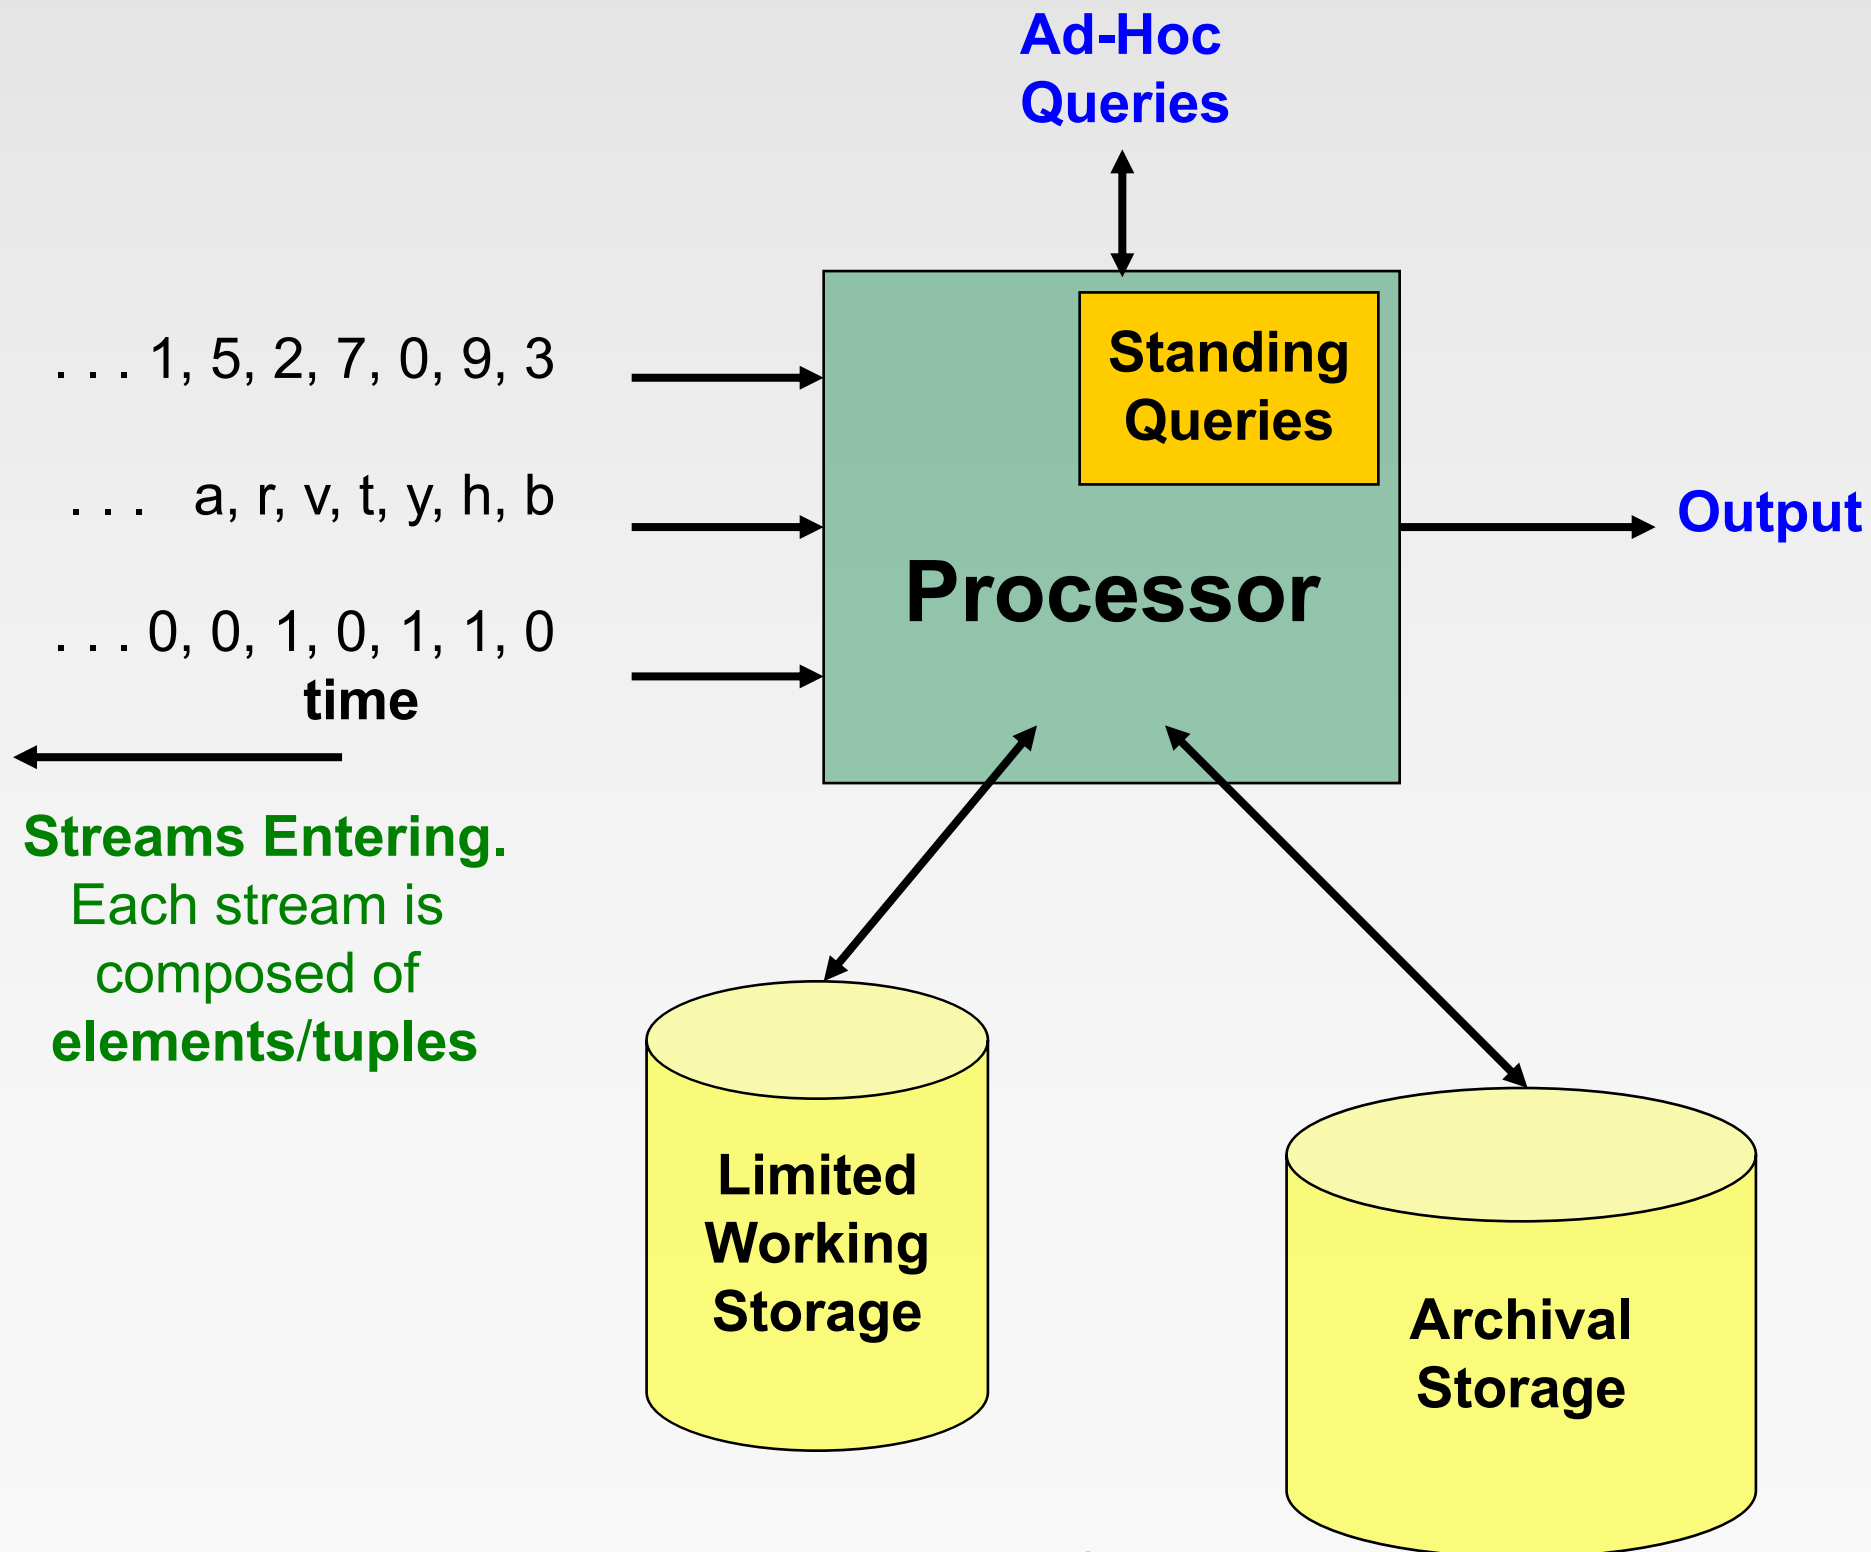 Ad-Hoc
Queries
. . . 1, 5, 2, 7, 0, 9, 3
Standing
Queries
. . . a, r, v, t, y, h, b
Output
Processor
. . . 0, 0, 1, 0, 1, 1, 0
time
Streams Entering.
Each stream is
composed of
elements/tuples
Limited
Working
Storage
Archival
Storage